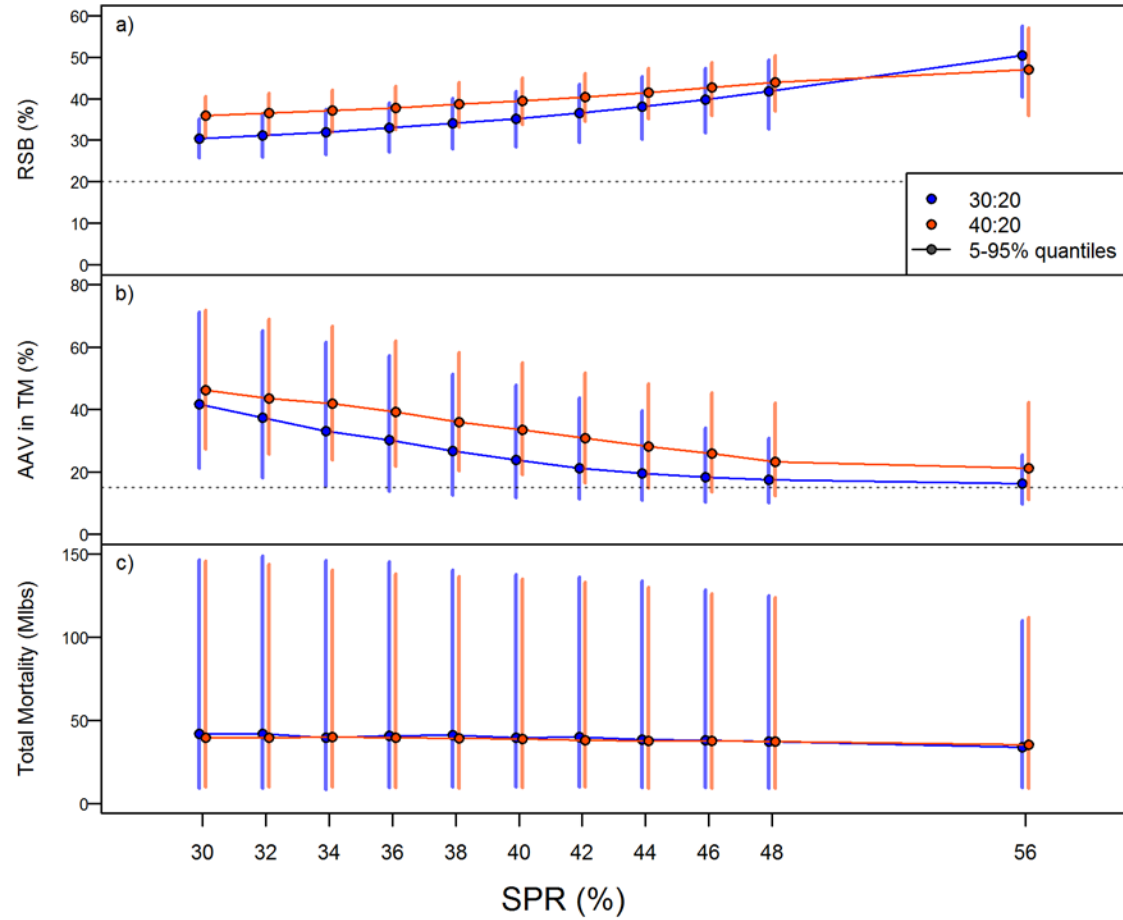 a)
RSB (%)
60
50
40
30
20
10
0
30:20
40:20
5-95% quantiles
b)
AAV in TM (%)
80
60
40
20
0
c)
Total Mortality (Mlbs)
150
100
50
0
30 32 34 36 38 40 42 44 46 48 56
SPR (%)